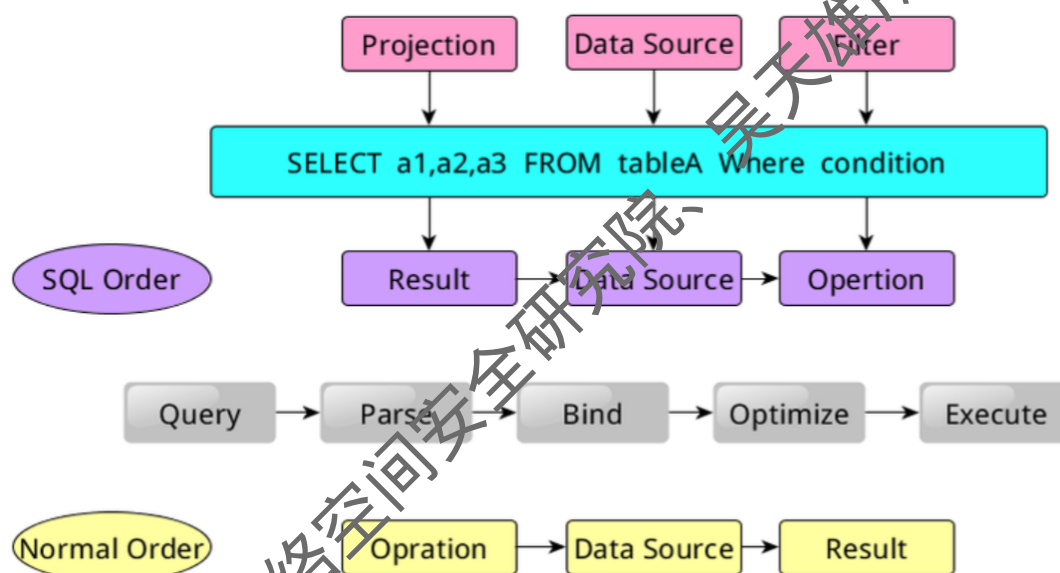 Projection Data Source Filter
SELECT a1,a2,a3 FROM tableA Where condition
SQL Order Result Data Source Opertion
Query Parse Bind Optimize Execute
Normal Order Opration Data Source Result
络空间安全研究院、吴天雄